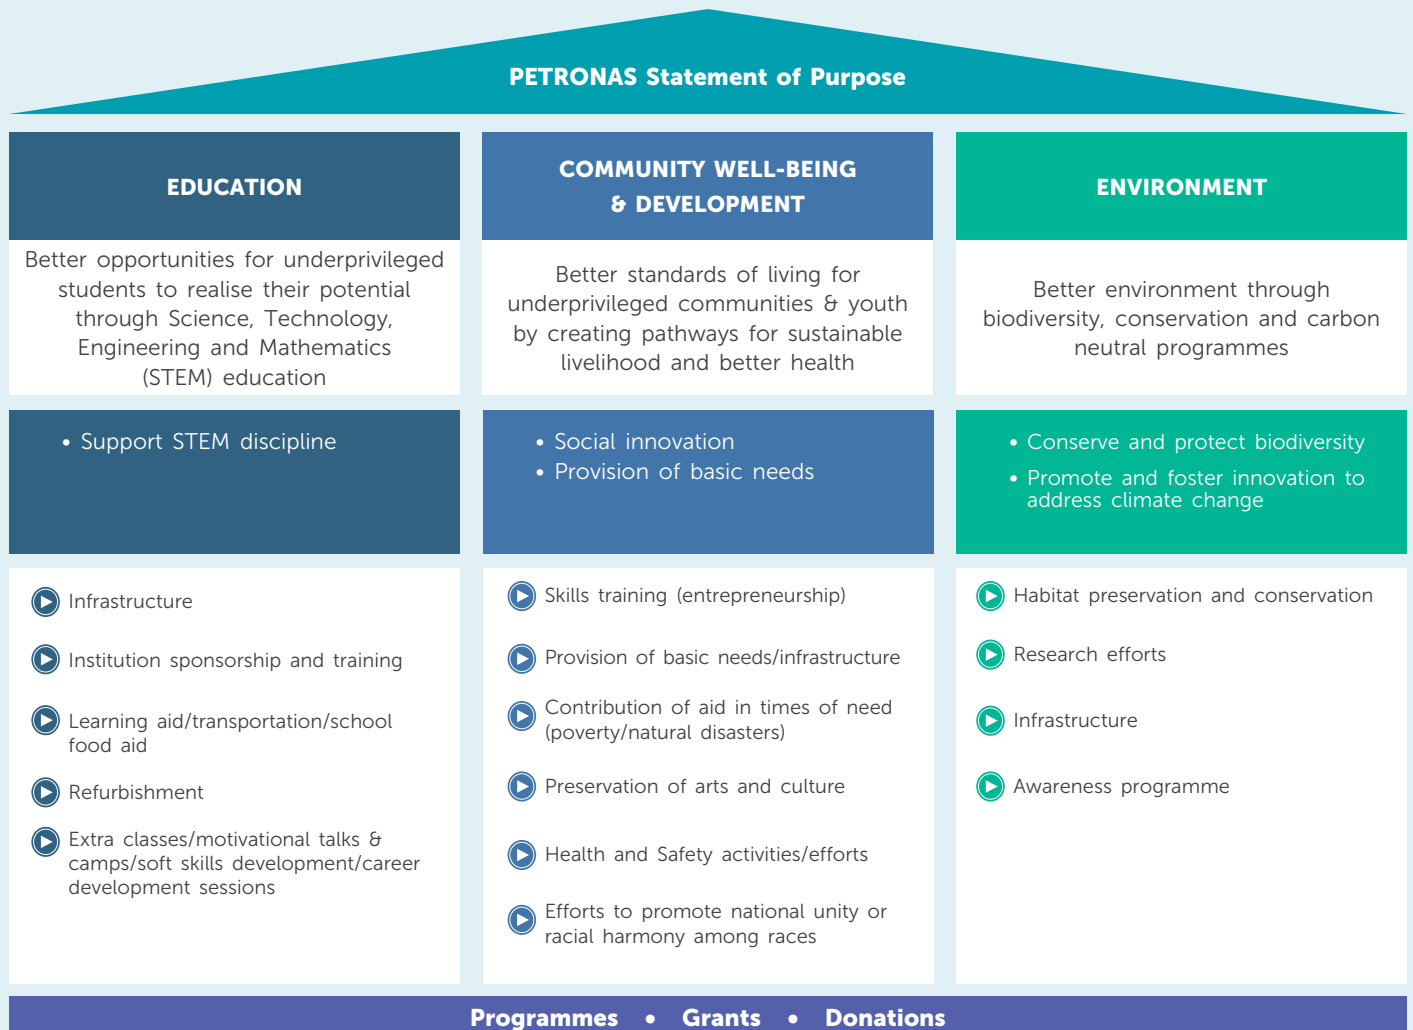 PETRONAS Statement of Purpose
EDUCATION
Better opportunities for underprivileged
students to realise their potential
through Science, Technology,
Engineering and Mathematics
(STEM) education
• Support STEM discipline
Infrastructure
Institution sponsorship and training
Learning aid/transportation/school
food aid
Refurbishment
Extra classes/motivational talks &
camps/soft skills development/career
development sessions
COMMUNITY WELL-BEING
& DEVELOPMENT
Better standards of living for
underprivileged communities & youth
by creating pathways for sustainable
livelihood and better health
• Social innovation
• Provision of basic needs
Skills training (entrepreneurship)
Provision of basic needs/infrastructure
Contribution of aid in times of need
(poverty/natural disasters)
Preservation of arts and culture
Health and Safety activities/efforts
Efforts to promote national unity or
racial harmony among races
ENVIRONMENT
Better environment through
biodiversity, conservation and carbon
neutral programmes
• Conserve and protect biodiversity
• Promote and foster innovation to
address climate change
Habitat preservation and conservation
Research efforts
Infrastructure
Awareness programme
Programmes • Grants • Donations